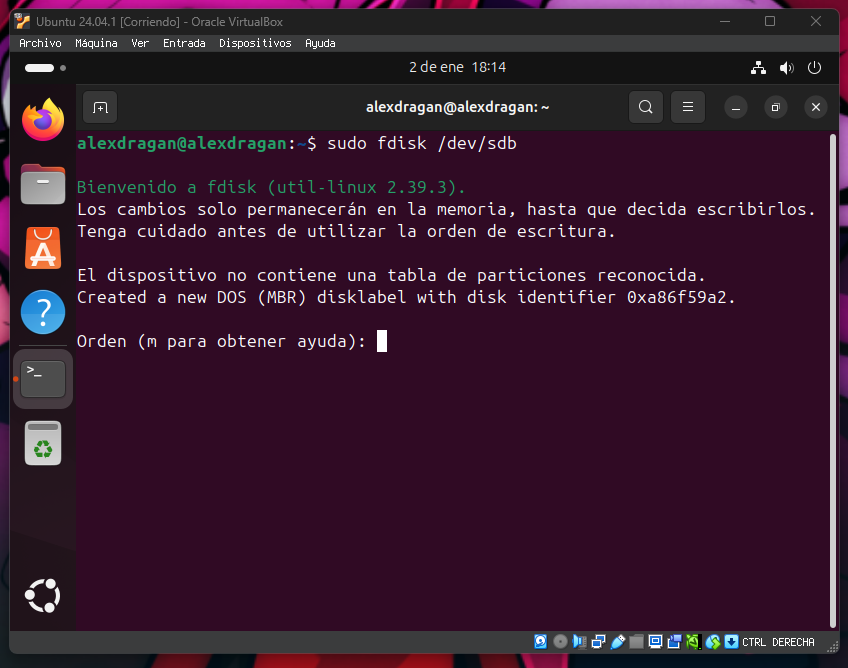 Ubuntu 24.04.1 [Corriendo] - Oracle VirtualBox
Archivo Máquina Ver Entrada Dispositivos Ayuda
2 de ene 18:14
alexdragan@alexdragan: ~
alexdragan@alexdragan:~$ sudo fdisk /dev/sdb
Bienvenido a fdisk (util-linux 2.39.3).
Los cambios solo permanecerán en la memoria, hasta que decida escribirlos.
Tenga cuidado antes de utilizar la orden de escritura.
El dispositivo no contiene una tabla de particiones reconocida.
Created a new DOS (MBR) disklabel with disk identifier 0xa86f59a2.
Orden (m para obtener ayuda):
CTRL DERECHA